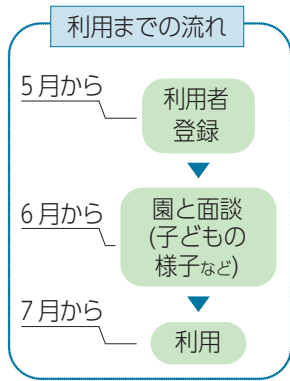 利用までの流れ
5月から
利用者
登録
6月から
園と面談
(子どもの
様子など)
7月から
利用